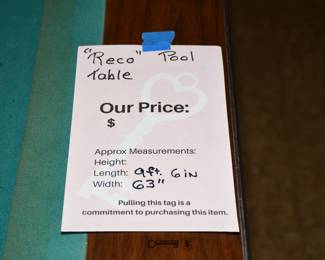 "Reco" Pool
Table
Our Price:
$
Approx Measurements:
Height:
Length: 9ft. 6in
Width: 63"
Pulling this tag is a
commitment to purchasing this item.